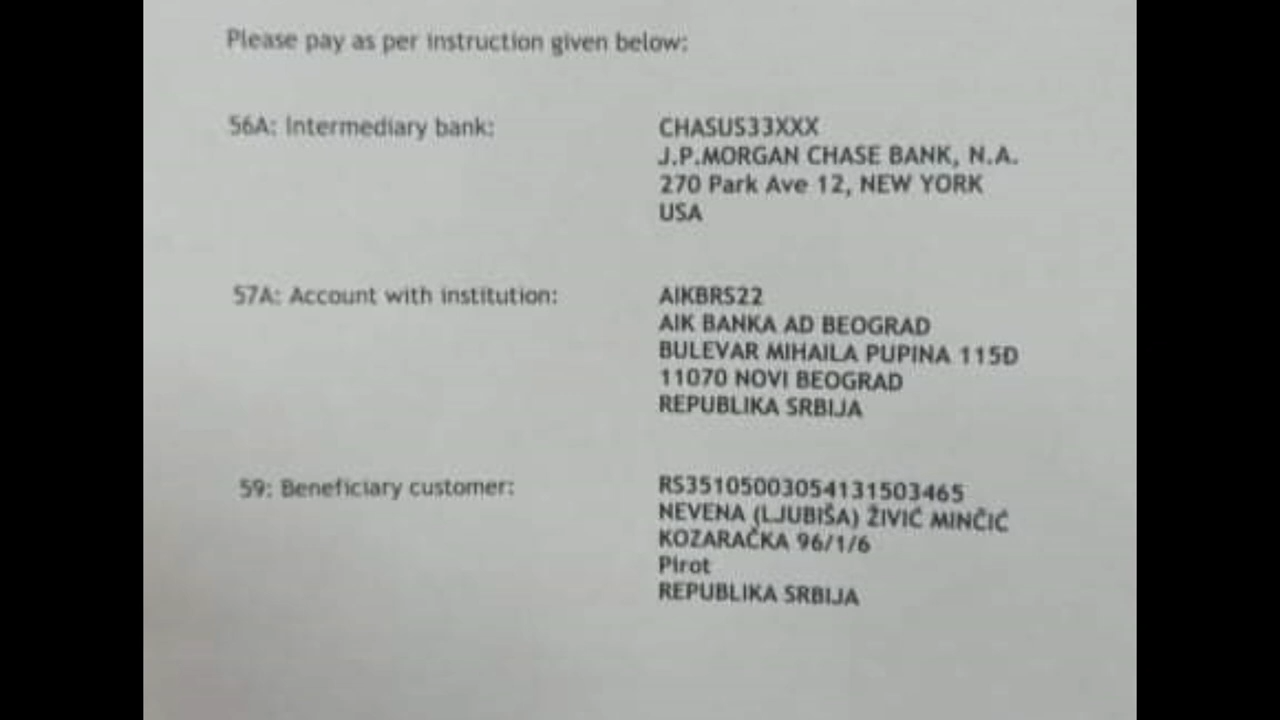 Please pay as per instruction given below:
56A: Intermediary bank:
CHASUS33XXX
J.P.MORGAN CHASE BANK, N.A.
270 Park Ave 12, NEW YORK
USA
57A: Account with institution:
AIKBRS22
AIK BANKA AD BEOGRAD
BULEVAR MIHAILA PUPINA 115D
11070 NOVI BEOGRAD
REPUBLIKA SRBIJA
59: Beneficiary customer:
RS35105003054131503465
NEVENA (LJUBIŠA) ŽIVIĆ MINČIĆ
KOZARAČKA 96/1/6
Pirot
REPUBLIKA SRBIJA